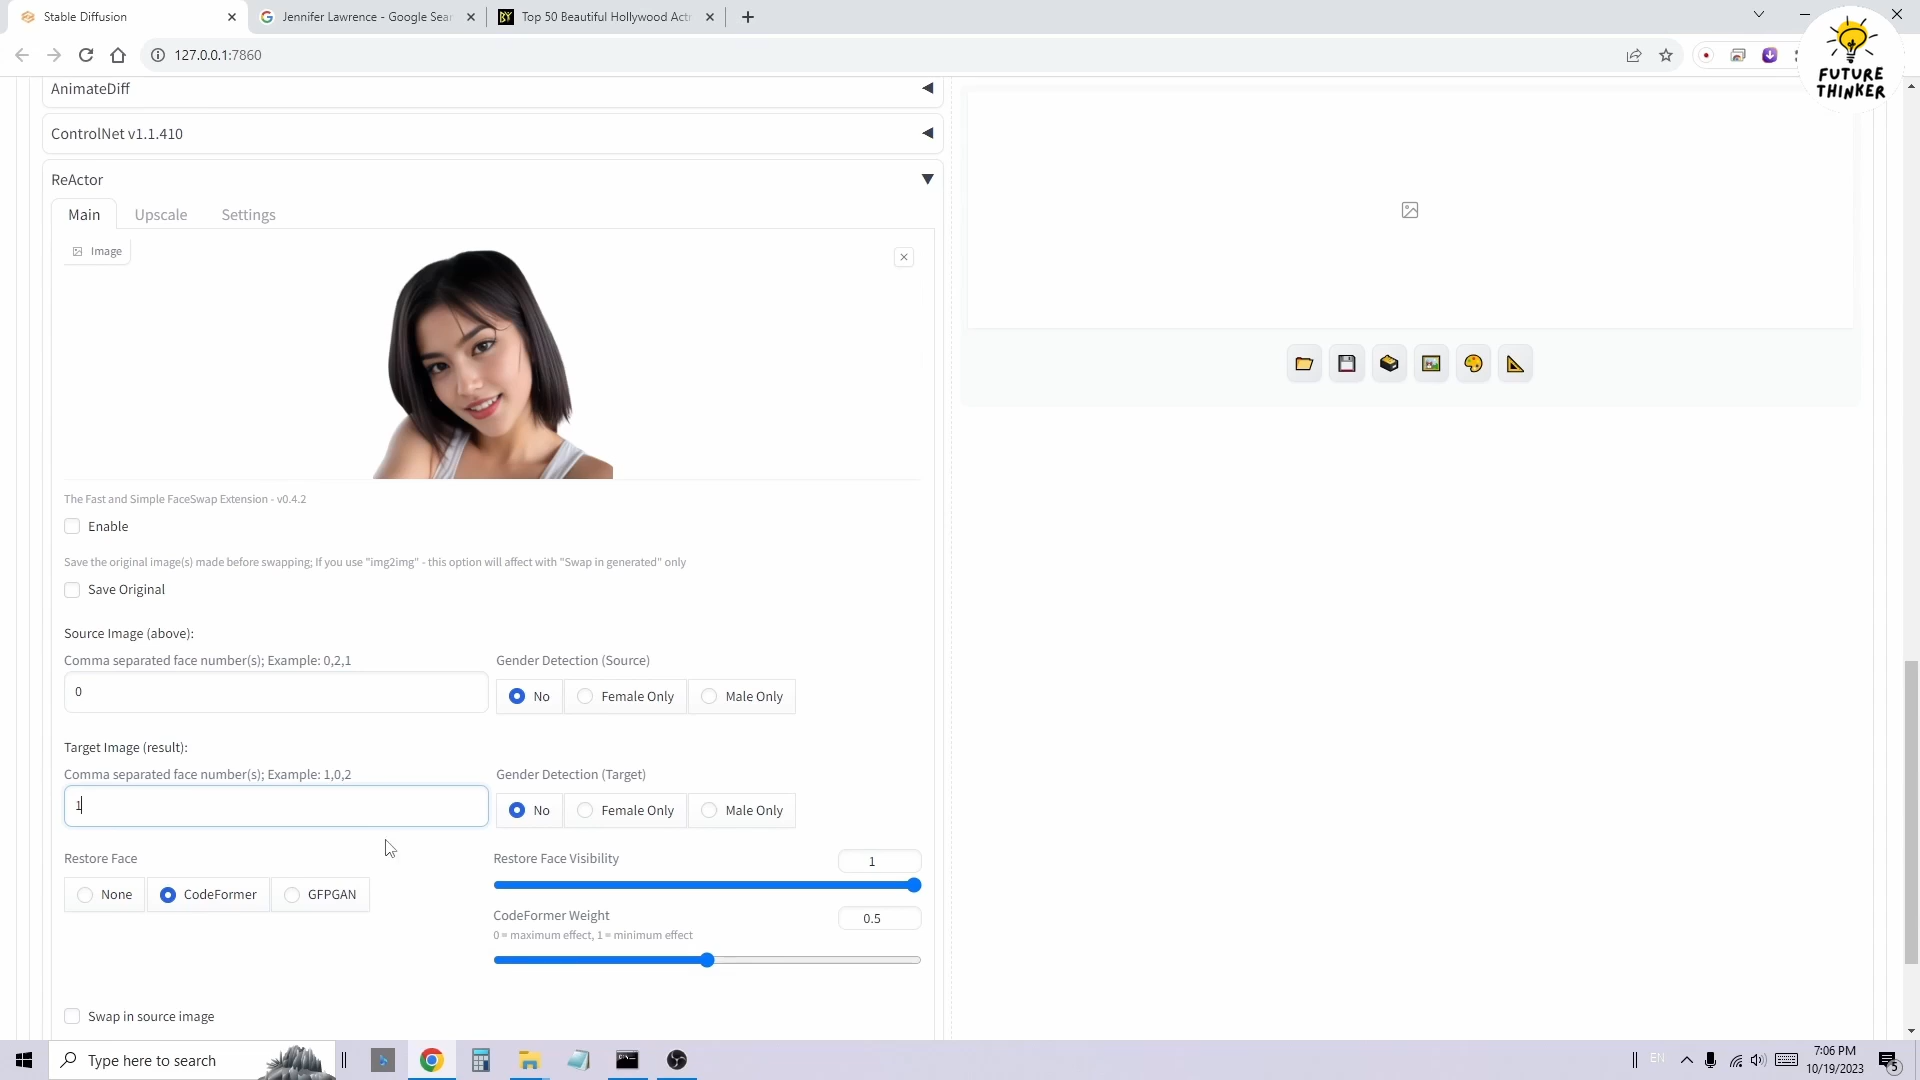 Stable Diffusion
Jennifer Lawrence - Google Sear
BY
Top 50 Beautiful Hollywood Actr
127.0.0.1:7860
FUTURE
THINKER
AnimateDiff
ControlNet v1.1.410
ReActor
Main
Upscale
Settings
Image
The Fast and Simple FaceSwap Extension - v0.4.2
Enable
Save the original image(s) made before swapping; If you use "img2img" - this option will affect with "Swap in generated" only
Save Original
Source Image (above):
Comma separated face number(s); Example: 0,2,1
Gender Detection (Source)
0
No
Female Only
Male Only
Target Image (result):
Comma separated face number(s); Example: 1,0,2
Gender Detection (Target)
1
No
Female Only
Male Only
Restore Face
Restore Face Visibility
1
None
CodeFormer
GFPGAN
CodeFormer Weight
0.5
0 = maximum effect, 1 = minimum effect
Swap in source image
Type here to search
EN
7:06 PM
10/19/2023
5